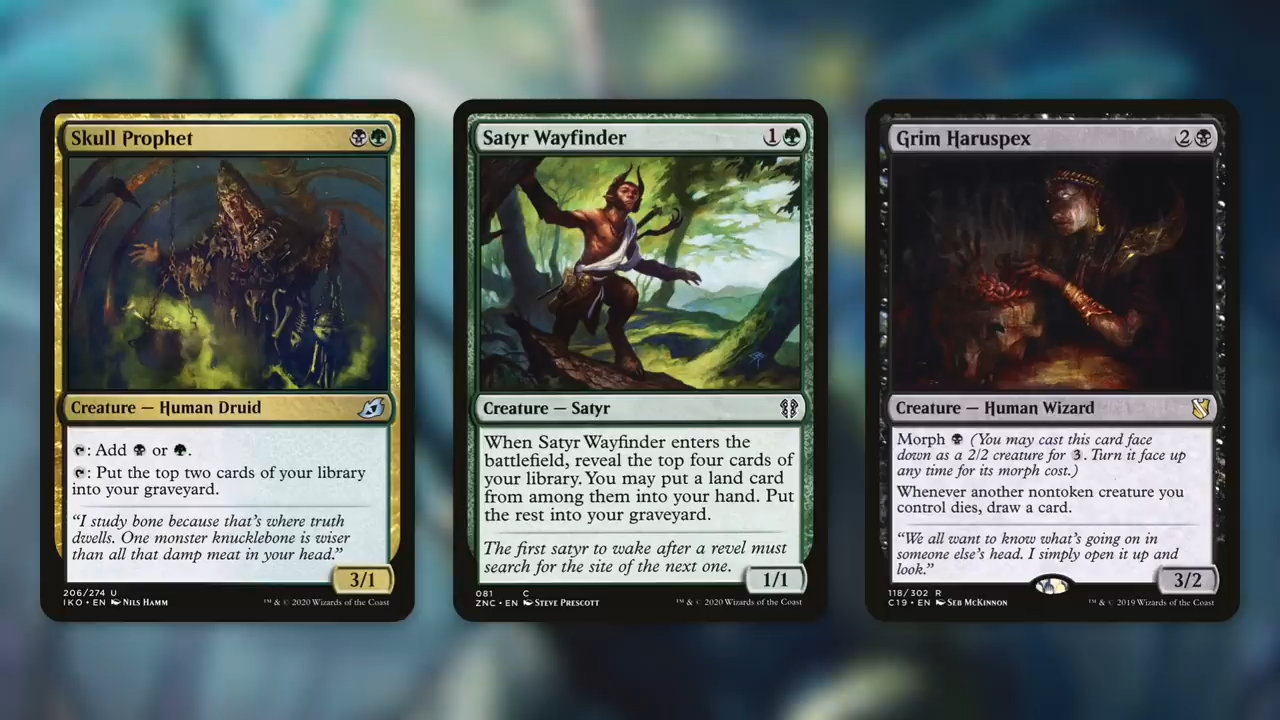 Skull Prophet
Creature — Human Druid
: Add or .
: Put the top two cards of your library
into your graveyard.
“I study bone because that’s where truth
dwells. One monster knucklebone is wiser
than all that damp meat in your head.”
3/1
206/274 U
IKO • EN Nils Hamm
™ & © 2020 Wizards of the Coast
Satyr Wayfinder
1
Creature — Satyr
When Satyr Wayfinder enters the
battlefield, reveal the top four cards of
your library. You may put a land card
from among them into your hand. Put
the rest into your graveyard.
The first satyr to wake after a revel must
search for the site of the next one.
1/1
081 C
ZNC • EN Steve Prescott
™ & © 2020 Wizards of the Coast
Grim Haruspex
2
Creature — Human Wizard
Morph (You may cast this card face
down as a 2/2 creature for 3. Turn it face up
any time for its morph cost.)
Whenever another nontoken creature you
control dies, draw a card.
“We all want to know what’s going on in
someone else’s head. I simply open it up and
look.”
3/2
118/302 R
C19 • EN Seb McKinnon
™ & © 2019 Wizards of the Coast